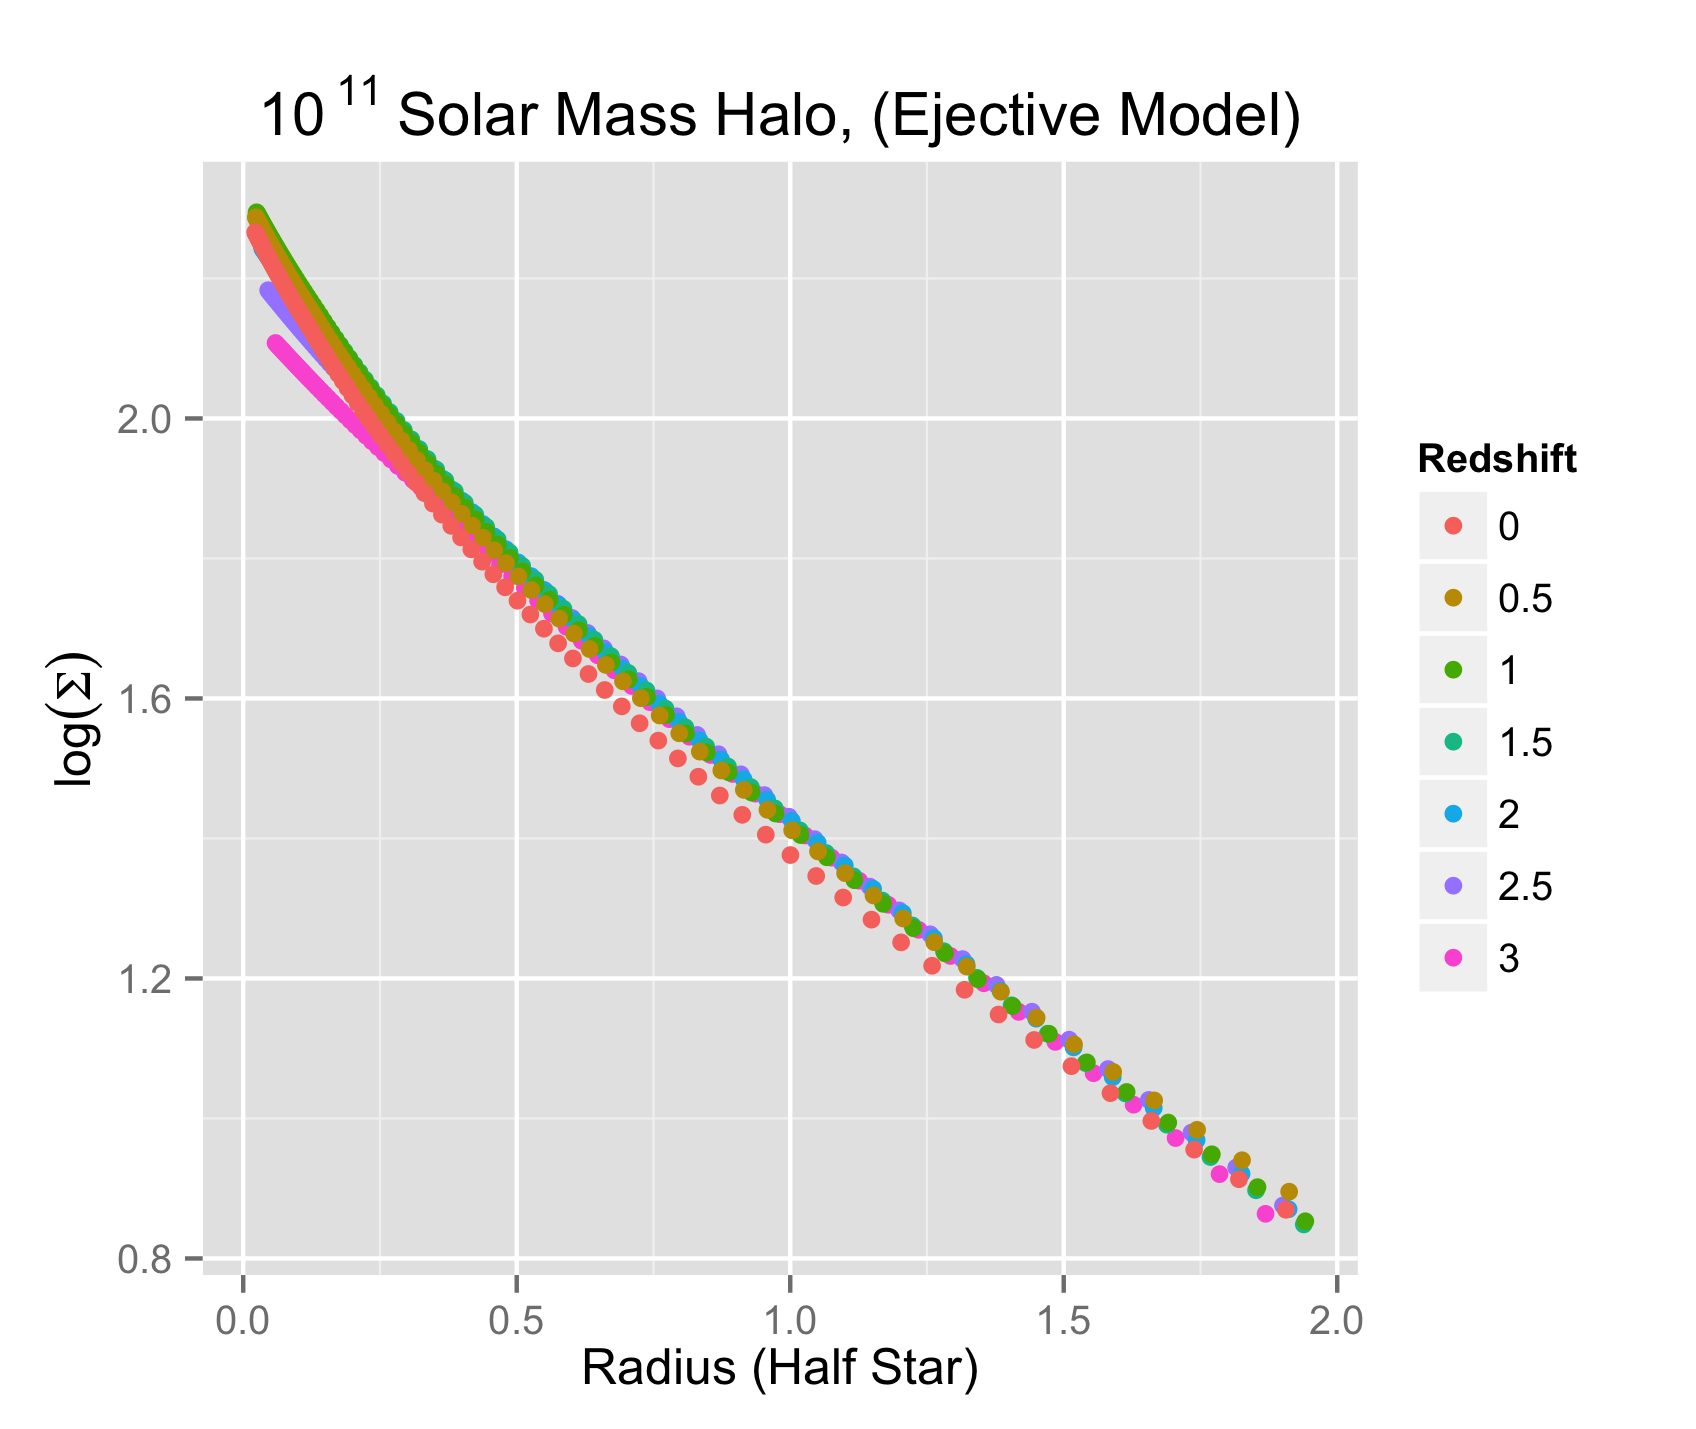 10 11 Solar Mass Halo, (Ejective Model)
log(Σ)
2.0
1.6
1.2
0.8
0.0 0.5 1.0 1.5 2.0
Radius (Half Star)
Redshift
0
0.5
1
1.5
2
2.5
3